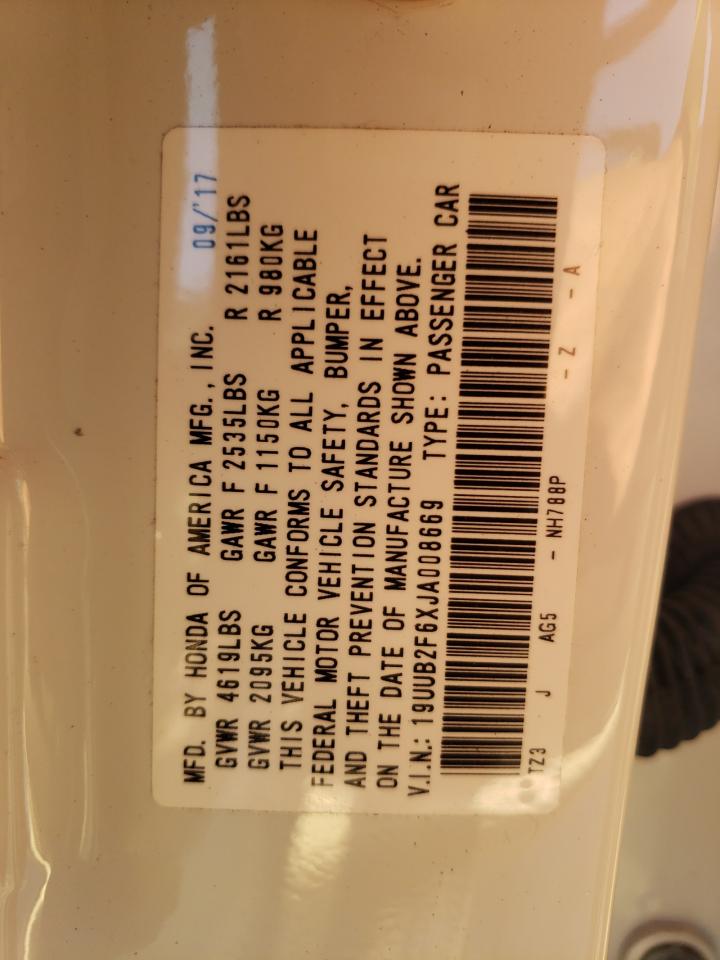 MFD. BY HONDA OF AMERICA MFG., INC. 09/'17
GVWR 4619LBS GAWR F 2535LBS R 2161LBS
GVWR 2095KG GAWR F 1150KG R 980KG
THIS VEHICLE CONFORMS TO ALL APPLICABLE
FEDERAL MOTOR VEHICLE SAFETY, BUMPER,
AND THEFT PREVENTION STANDARDS IN EFFECT
ON THE DATE OF MANUFACTURE SHOWN ABOVE.
V.I.N.: 19UUB2F6XJA008669 TYPE: PASSENGER CAR
TZ3 J AG5 - NH788P - Z - A